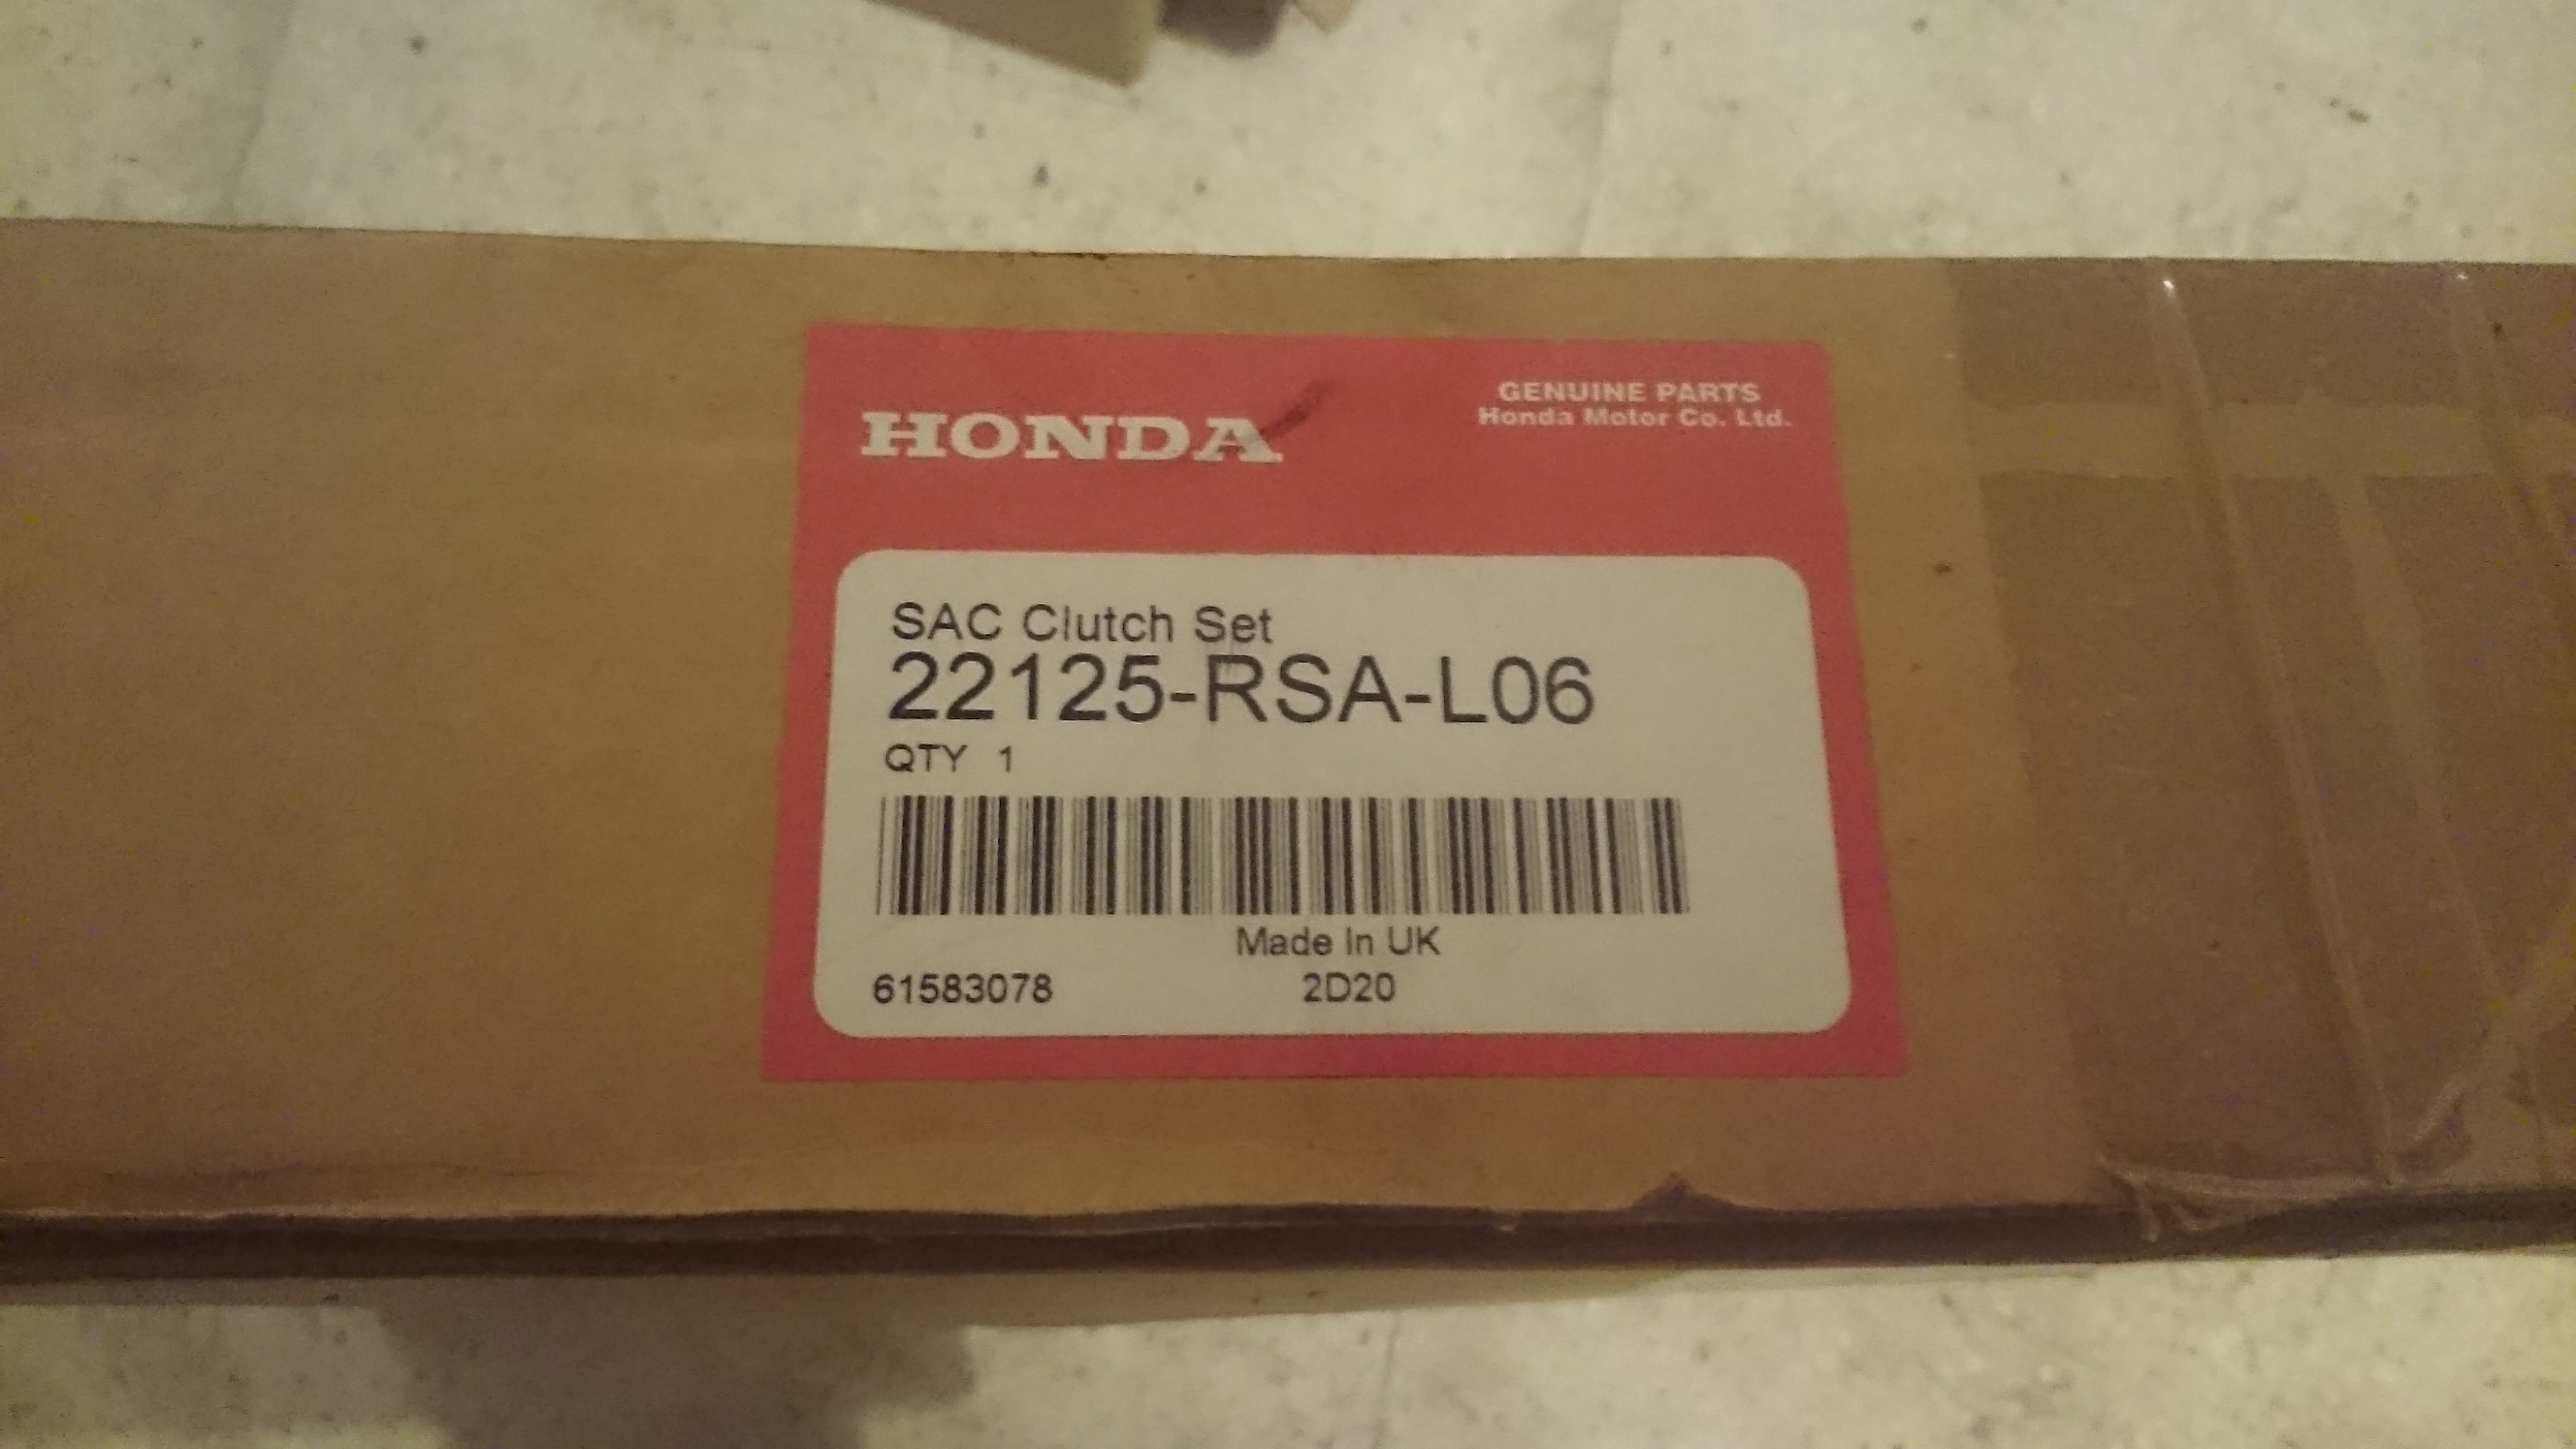 HONDA
GENUINE PARTS
Honda Motor Co. Ltd.
SAC Clutch Set
22125-RSA-L06
QTY 1
Made In UK
61583078 2D20